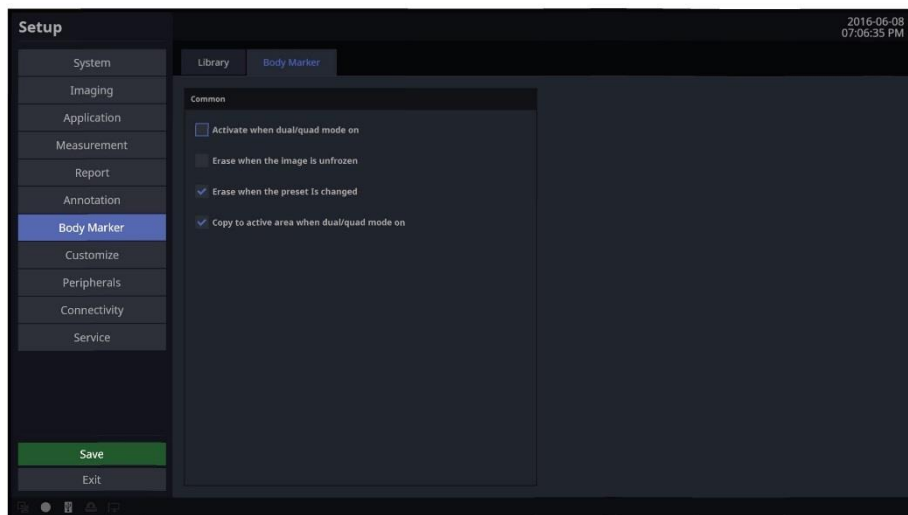 Setup
2016-06-08
07:06:35 PM
System
Imaging
Application
Measurement
Report
Annotation
Body Marker
Customize
Peripherals
Connectivity
Service
Save
Exit
Library
Body Marker
Common
Activate when dual/quad mode on
Erase when the image is unfrozen
Erase when the preset Is changed
Copy to active area when dual/quad mode on